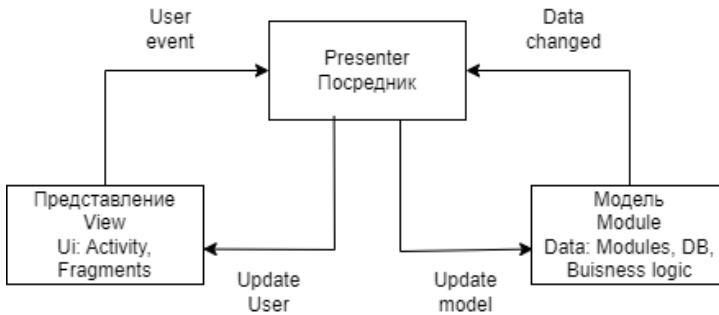 User
event
Presenter
Посредник
Data
changed
Представление
View
Ui: Activity,
Fragments
Модель
Module
Data: Modules, DB,
Buisness logic
Update
User
Update
model